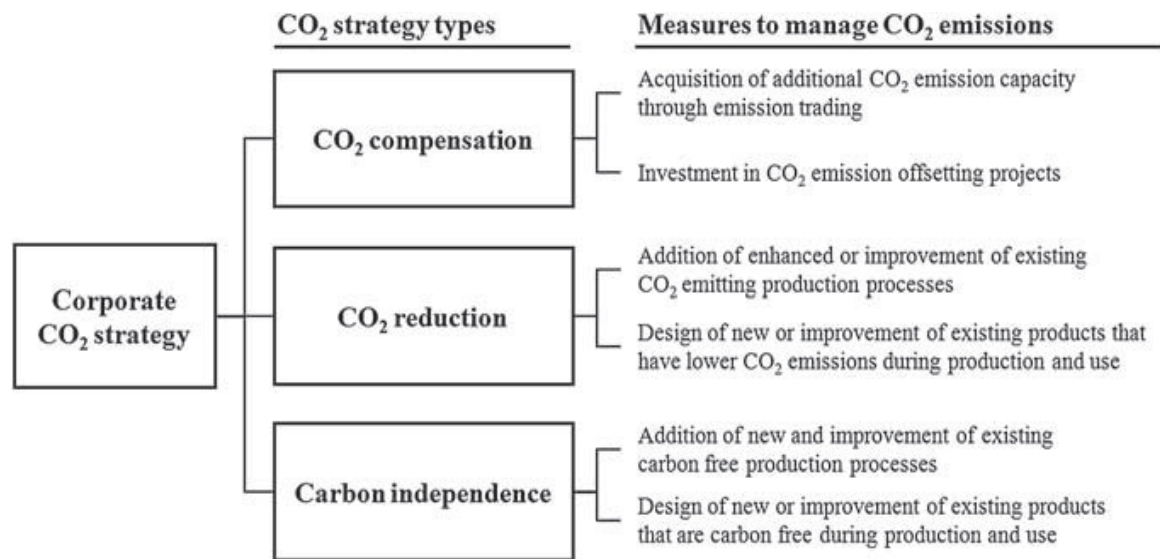 CO₂ strategy types
Measures to manage CO₂ emissions
Corporate
CO₂ strategy
CO₂ compensation
Acquisition of additional CO₂ emission capacity
through emission trading
Investment in CO₂ emission offsetting projects
CO₂ reduction
Addition of enhanced or improvement of existing
CO₂ emitting production processes
Design of new or improvement of existing products that
have lower CO₂ emissions during production and use
Carbon independence
Addition of new and improvement of existing
carbon free production processes
Design of new or improvement of existing products
that are carbon free during production and use